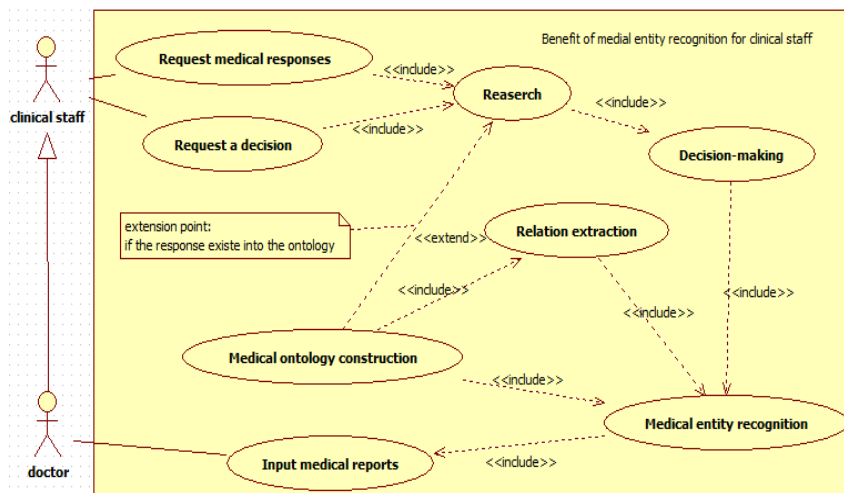 Benefit of medial entity recognition for clinical staff
Request medical responses
<<include>>
Reaserch
<<include>>
clinical staff
<<include>>
Request a decision
Decision-making
extension point:
if the response existe into the ontology
Relation extraction
<<extend>>
<<include>>
<<include>>
<<include>>
Medical ontology construction
<<include>>
Medical entity recognition
Input medical reports
<<include>>
doctor